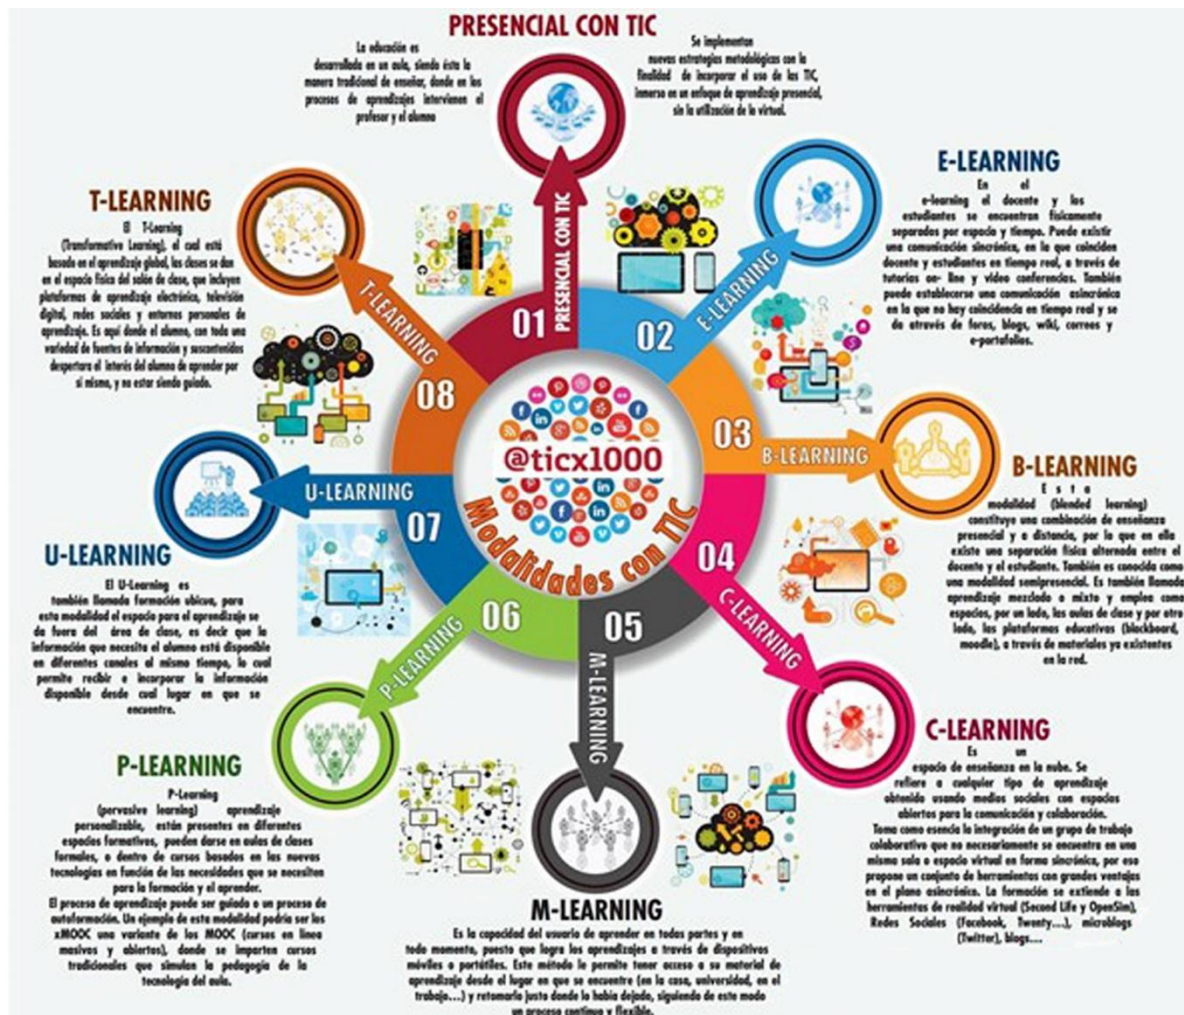 PRESENCIAL CON TIC
La educación es
desarrollada en un aula, siendo ésta la
manera tradicional de enseñar, donde en los
procesos de aprendizajes intervienen el
profesor y el alumno
Se implementan
nuevas estrategias metodológicas con la
finalidad de incorporar el uso de las TIC,
inmerso en un enfoque de aprendizaje presencial,
sin la utilización de lo virtual.
E-LEARNING
En el
e-learning el docente y los
estudiantes se encuentran físicamente
separados por espacio y tiempo. Puede existir
una comunicación sincrónica, en la que coinciden
docente y estudiantes en tiempo real, a través de
tutorias on- line y video conferencias. También
puede establecerse una comunicación asincrónica
en la que no hay coincidencia en tiempo real y se
da através de foros, blogs, wiki, correos y
e-portafolios.
B-LEARNING
Esta
modalidad (blended learning)
constituye una combinación de enseñanza
presencial y a distancia, por lo que en ella
existe una separación física alternada entre el
docente y el estudiante. También es conocida como
una modalidad semipresencial. Es también llamada
aprendizaje mezclado o mixto y emplea como
espacios, por un lado, las aulas de clase y por otro
lado, las plataformas educativas (blackboard,
moodle), a través de materiales ya existentes
en la red.
C-LEARNING
Es un
espacio de enseñanza en la nube. Se
refiere a cualquier tipo de aprendizaje
obtenido usando medios sociales con espacios
abiertos para la comunicación y colaboración.
Toma como esencia la integración de un grupo de trabajo
colaborativo que no necesariamente se encuentra en una
misma sala o espacio virtual en forma sincrónica, por eso
propone un conjunto de herramientas con grandes ventajas
en el plano asincrónico. La formación se extiende a las
herramientas de realidad virtual (Second Life y OpenSim),
Redes Sociales (Facebook, Twenty...), microblogs
(Twitter), blogs...
M-LEARNING
Es la capacidad del usuario de aprender en todas partes y en
todo momento, puesto que logra los aprendizajes a través de dispositivos
móviles o portátiles. Este método le permite tener acceso a su material de
aprendizaje desde el lugar en que se encuentre (en la casa, universidad, en el
trabajo...) y retomarlo justo donde lo había dejado, siguiendo de este modo
un proceso continuo y flexible.
P-LEARNING
P-Learning
(pervasive learning) aprendizaje
personalizable, están presentes en diferentes
espacios formativos, pueden darse en aulas de clases
formales, o dentro de cursos basados en las nuevas
tecnologías en función de las necesidades que se necesiten
para la formación y el aprender.
El proceso de aprendizaje puede ser guiado o un proceso de
autoformación. Un ejemplo de esta modalidad podría ser los
xMOOC una variante de los MOOC (cursos en línea
masivos y abiertos), donde se imparten cursos
tradicionales que simulan la pedagogía de la
tecnología del aula.
U-LEARNING
El U-Learning es
también llamada formación ubicua, para
esta modalidad el espacio para el aprendizaje se
da fuera del área de clase, es decir que la
información que necesita el alumno está disponible
en diferentes canales al mismo tiempo, lo cual
permite recibir e incorporar la información
disponible desde cual lugar en que se
encuentre.
T-LEARNING
El T-Learning
(Transformative Learning), el cual está
basado en el aprendizaje global, las clases se dan
en el espacio físico del salón de clase, que incluyen
plataformas de aprendizaje electrónica, televisión
digital, redes sociales y entornos personales de
aprendizaje. Es aquí donde el alumno, con toda una
variedad de fuentes de información y suscontenidos
despertara el interés del alumno de aprender por
si mismo, y no estar siendo guiado.
01
PRESENCIAL CON TIC
02
E-LEARNING
03
B-LEARNING
04
C-LEARNING
05
M-LEARNING
06
P-LEARNING
07
U-LEARNING
08
T-LEARNING
@ticx1000
Modalidades con TIC